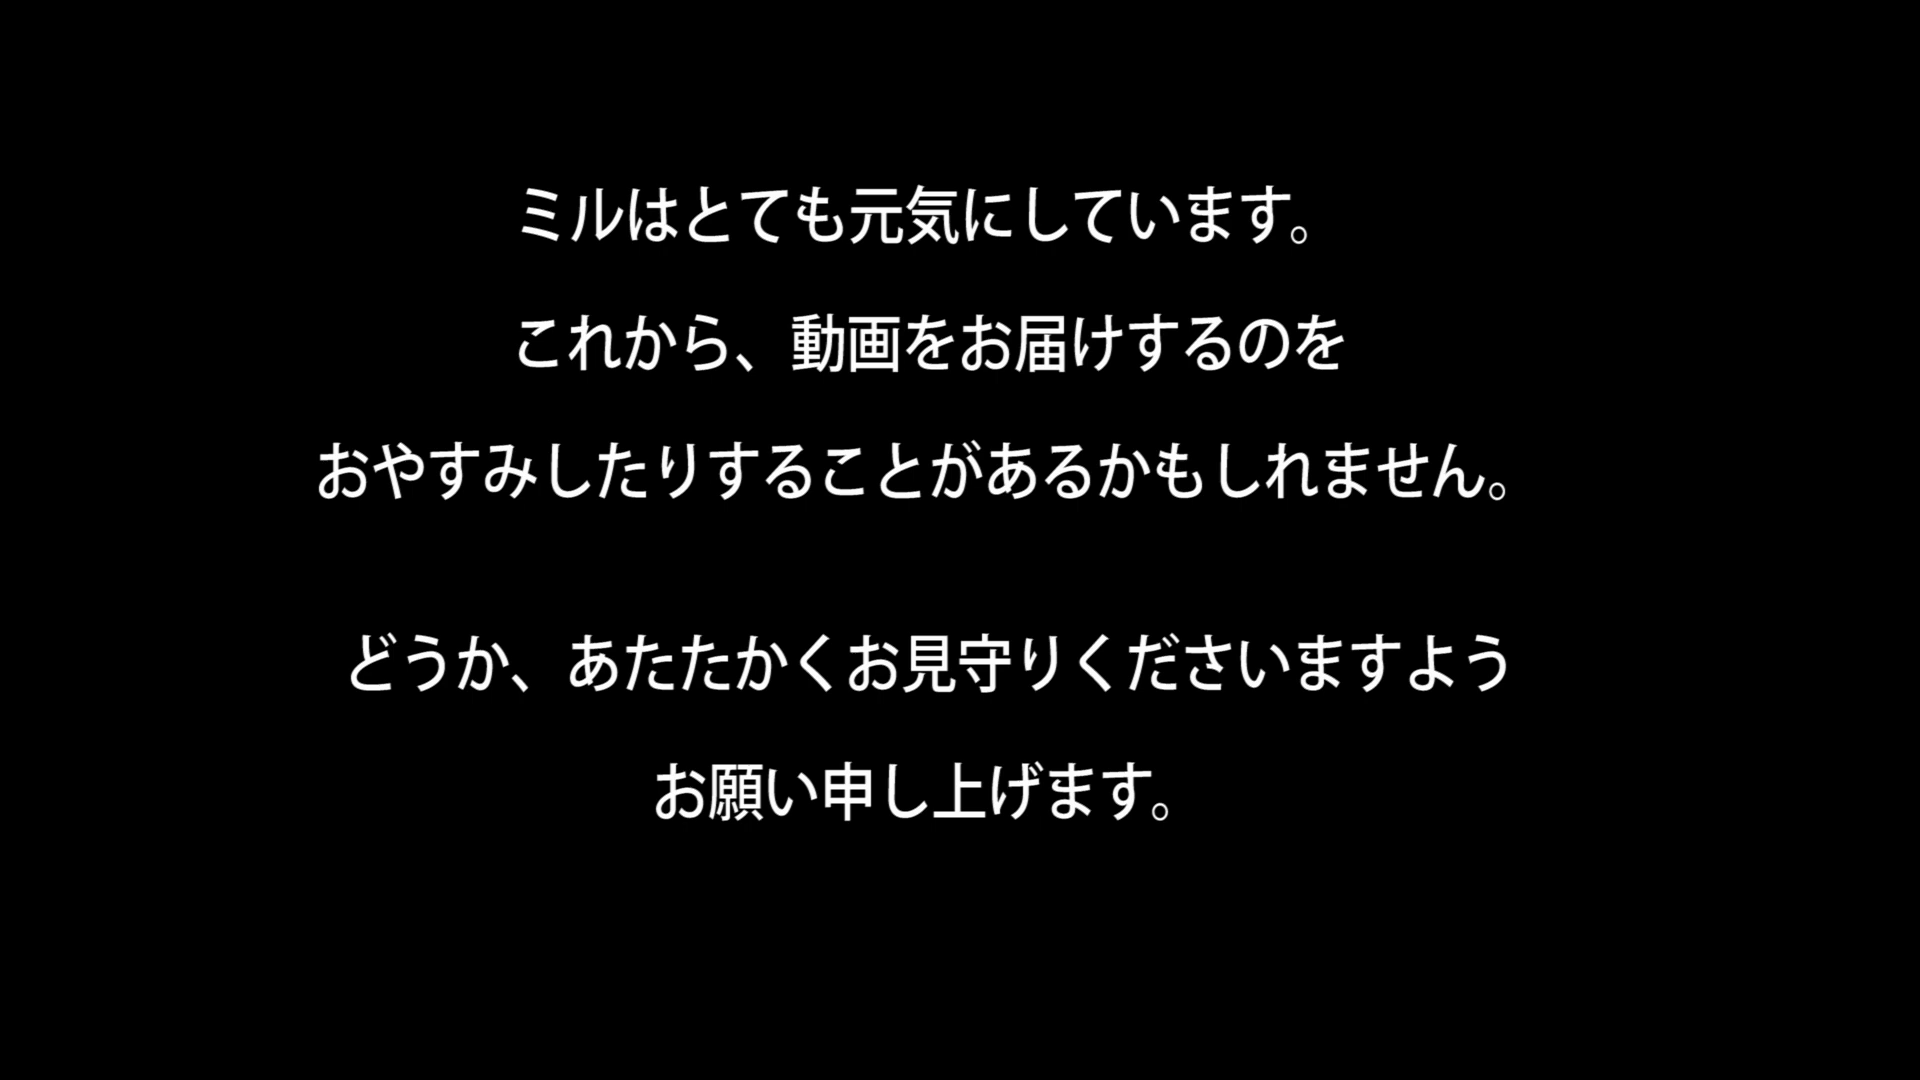 ミルはとても元気にしています。
これから、動画をお届けするのを
おやすみしたりすることがあるかもしれません。
どうか、あたたかくお見守りくださいますよう
お願い申し上げます。